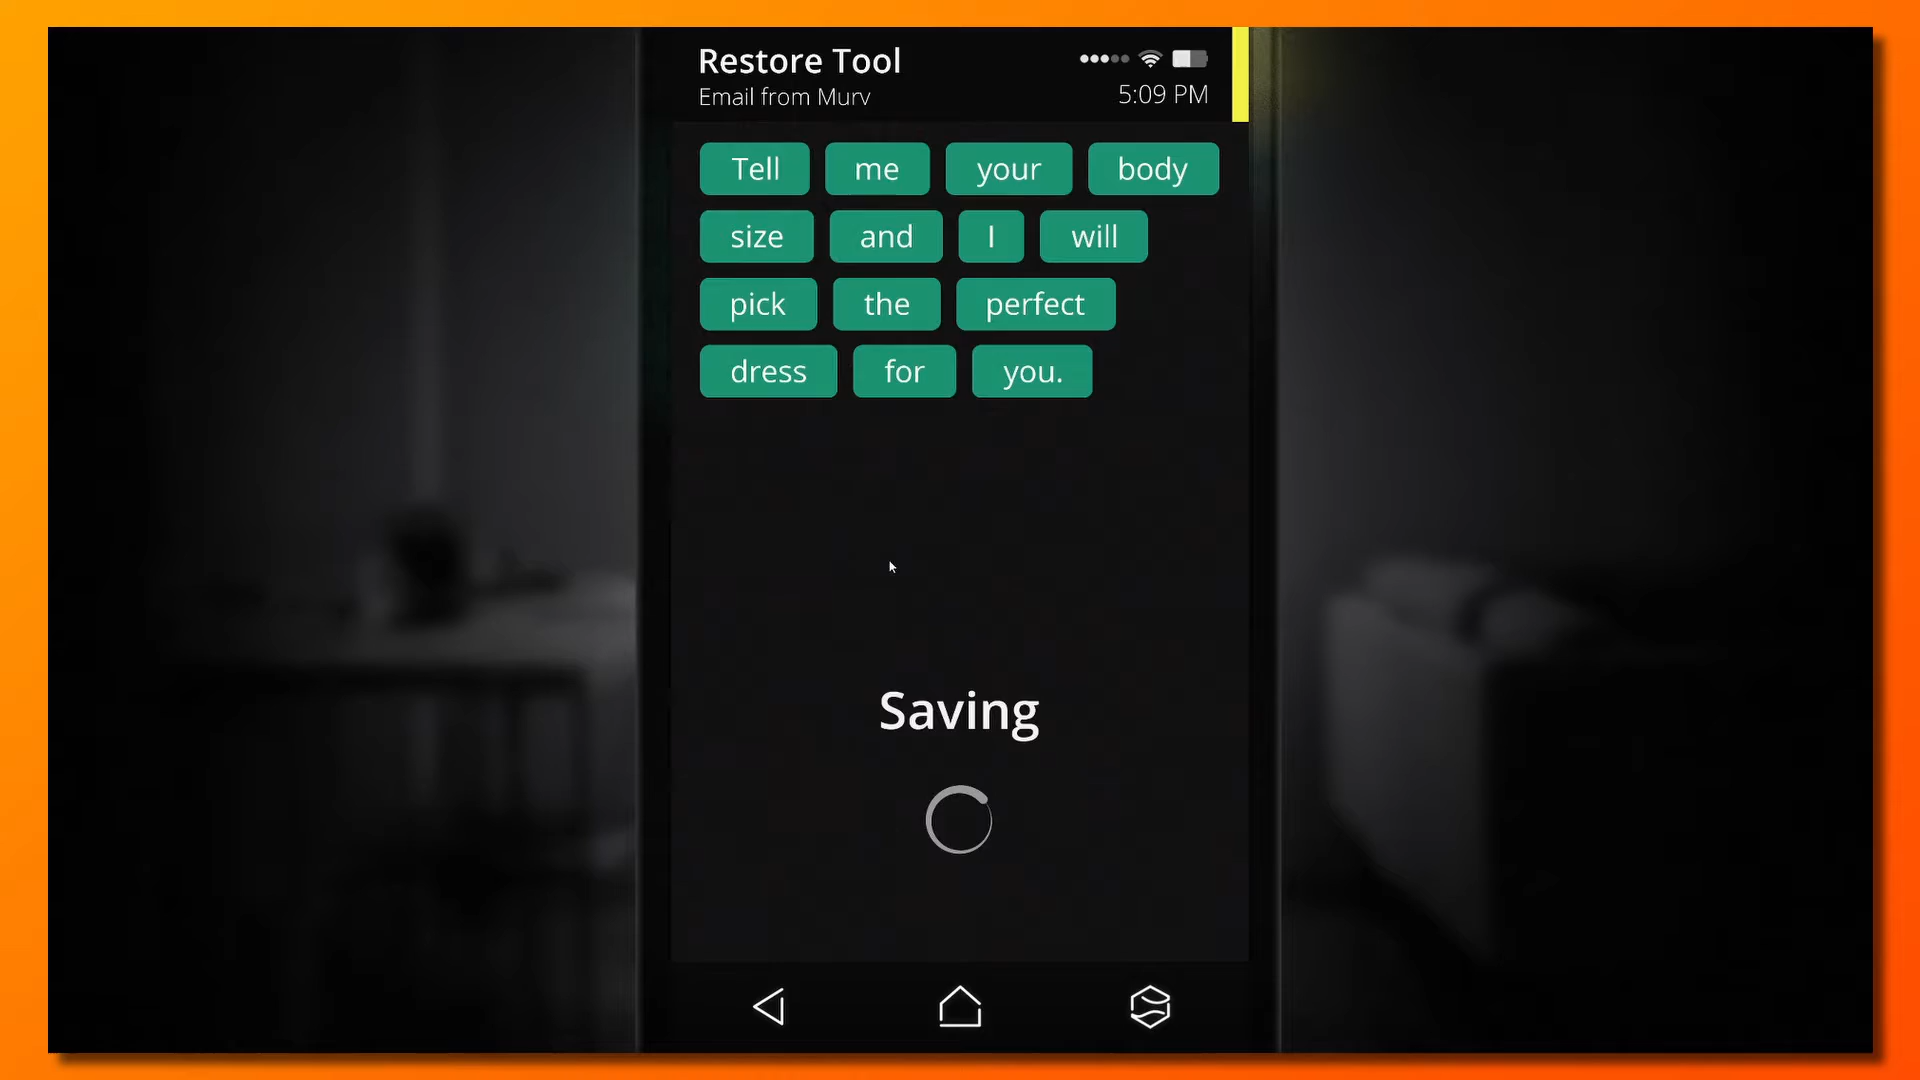 Restore Tool
Email from Murv
5:09 PM
Tell me your body
size and I will
pick the perfect
dress for you.
Saving